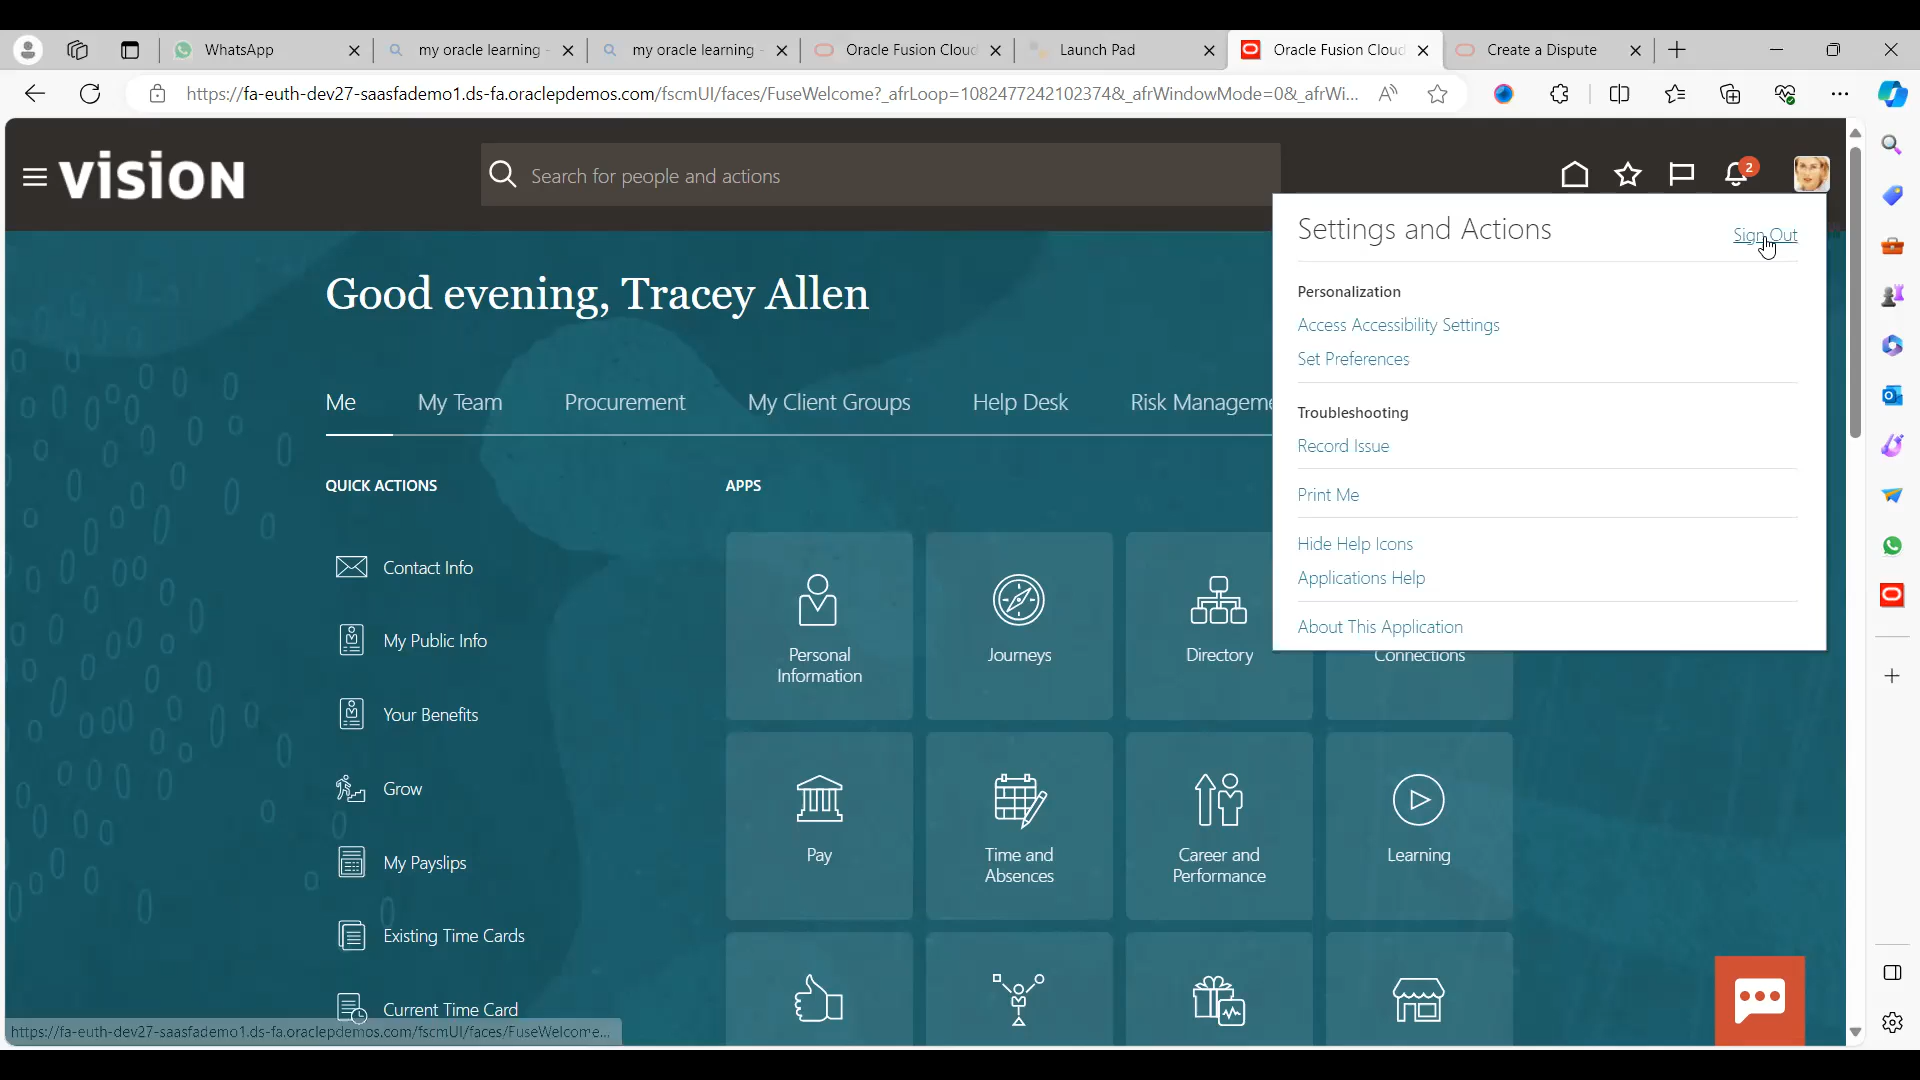 WhatsApp
my oracle learning -
my oracle learning -
Oracle Fusion Cloud
Launch Pad
Oracle Fusion Cloud
Create a Dispute
https://fa-euth-dev27-saasfademo1.ds-fa.oraclepdemos.com/fscmUI/faces/FuseWelcome?_afrLoop=1082477242102374&_afrWindowMode=0&_afrWi...
VISION
Search for people and actions
2
Settings and Actions
Sign Out
Personalization
Access Accessibility Settings
Set Preferences
Troubleshooting
Record Issue
Print Me
Hide Help Icons
Applications Help
About This Application
Good evening, Tracey Allen
Me
My Team
Procurement
My Client Groups
Help Desk
Risk Manageme
QUICK ACTIONS
Contact Info
My Public Info
Your Benefits
Grow
My Payslips
Existing Time Cards
Current Time Card
APPS
Personal
Information
Journeys
Directory
Connections
Pay
Time and
Absences
Career and
Performance
Learning
https://fa-euth-dev27-saasfademo1.ds-fa.oraclepdemos.com/fscmUI/faces/FuseWelcome...